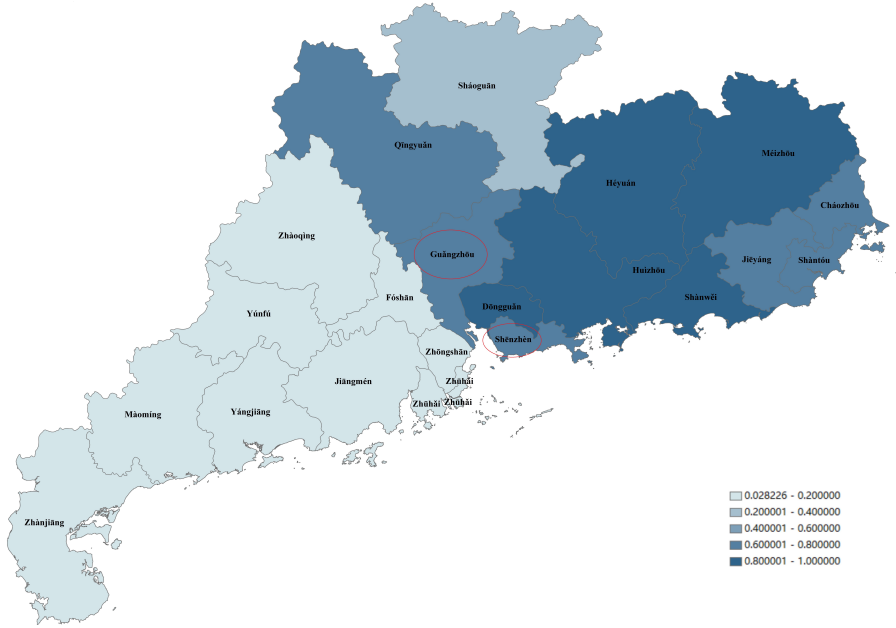 Sháoguān
Qīngyuǎn
Méizhōu
Héyuán
Cháozhōu
Zhàoqìng
Guǎngzhōu
Jiēyáng
Shàntóu
Huìzhōu
Fóshān
Shànwěi
Dōngguǎn
Yúnfú
Shēnzhèn
Zhōngshān
Zhūhǎi
Jiāngmén
Zhūhǎi
Zhūhǎi
Yángjiāng
Màomíng
Zhànjiāng
0.028226 - 0.200000
0.200001 - 0.400000
0.400001 - 0.600000
0.600001 - 0.800000
0.800001 - 1.000000